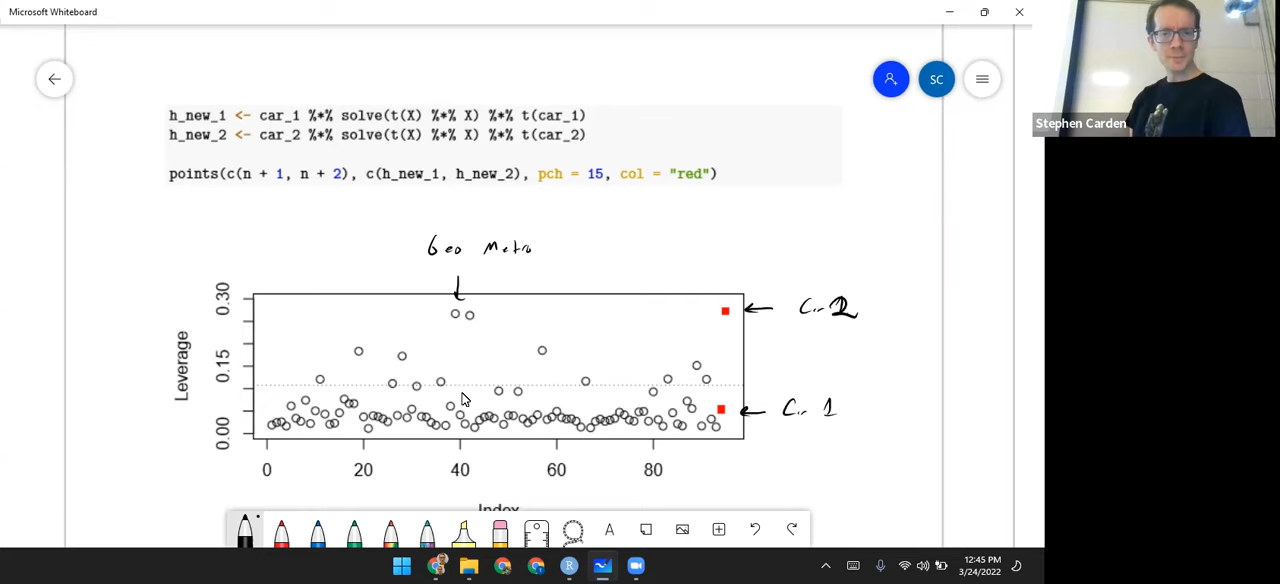 Microsoft Whiteboard
SC
Stephen Carden
h_new_1 <- car_1 %*% solve(t(X) %*% X) %*% t(car_1)
h_new_2 <- car_2 %*% solve(t(X) %*% X) %*% t(car_2)
points(c(n + 1, n + 2), c(h_new_1, h_new_2), pch = 15, col = "red")
Geo Metro
0.30
0.15
0.00
Leverage
Car 2
Car 1
0 20 40 60 80
Index
A
12:45 PM
3/24/2022